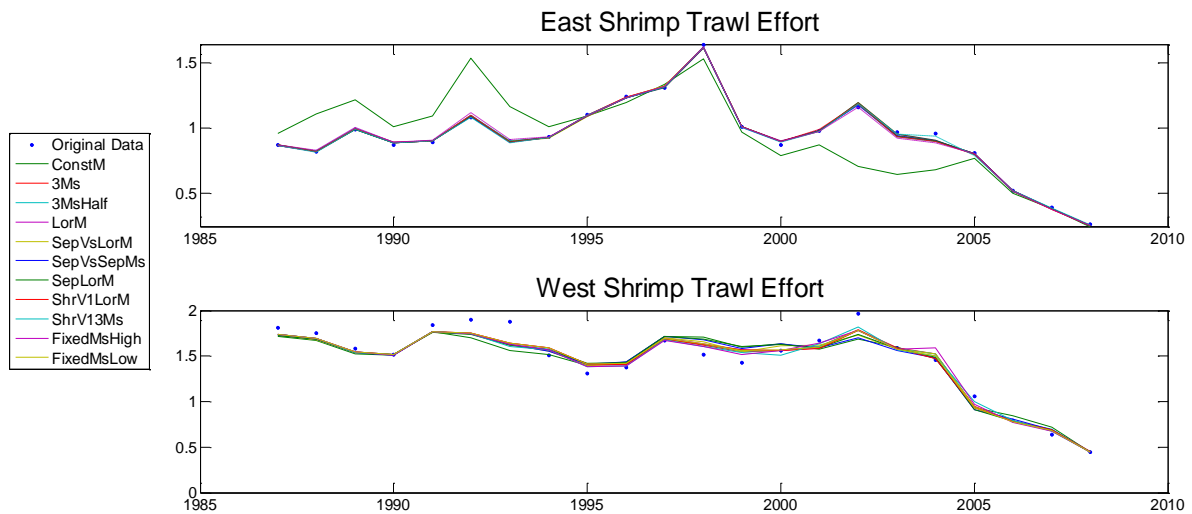 East Shrimp Trawl Effort
1.5
1
0.5
1985 1990 1995 2000 2005 2010
Original Data
ConstM
3Ms
3MsHalf
LorM
SepVsLorM
SepVsSepMs
SepLorM
ShrV1LorM
ShrV13Ms
FixedMsHigh
FixedMsLow
West Shrimp Trawl Effort
2
1.5
1
0.5
0
1985 1990 1995 2000 2005 2010